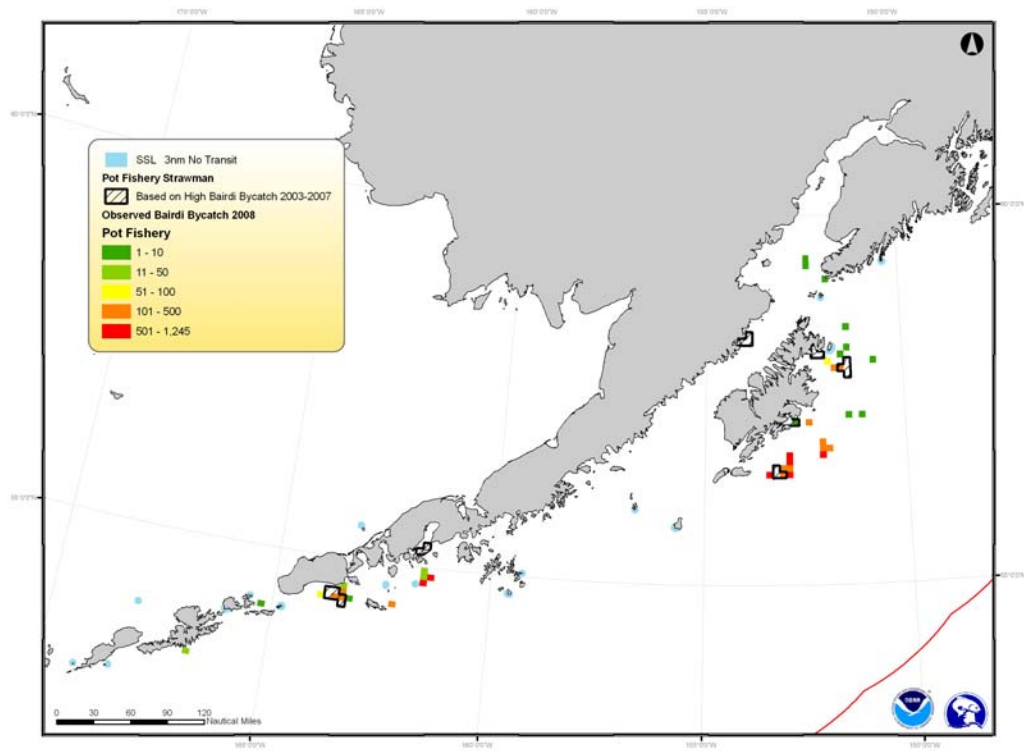 SSL 3nm No Transit
Pot Fishery Strawman
Based on High Bairdi Bycatch 2003-2007
Observed Bairdi Bycatch 2008
Pot Fishery
1 - 10
11 - 50
51 - 100
101 - 500
501 - 1,245
0 30 60 90 120
Nautical Miles